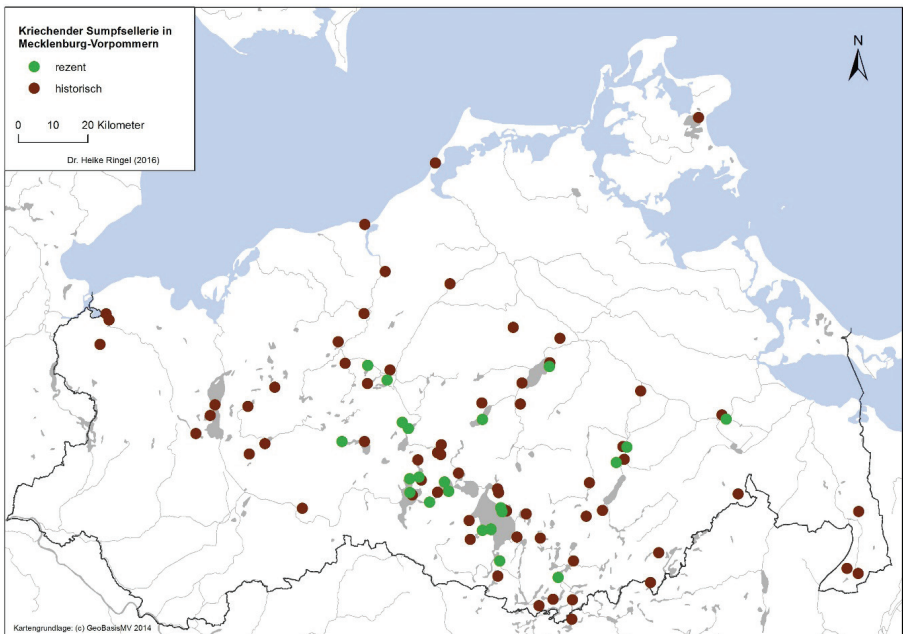 Kriechender Sumpfsellerie in
Mecklenburg-Vorpommern
rezent
historisch
0 10 20 Kilometer
Dr. Heike Ringel (2016)
N
Kartengrundlage: (c) GeoBasisMV 2014